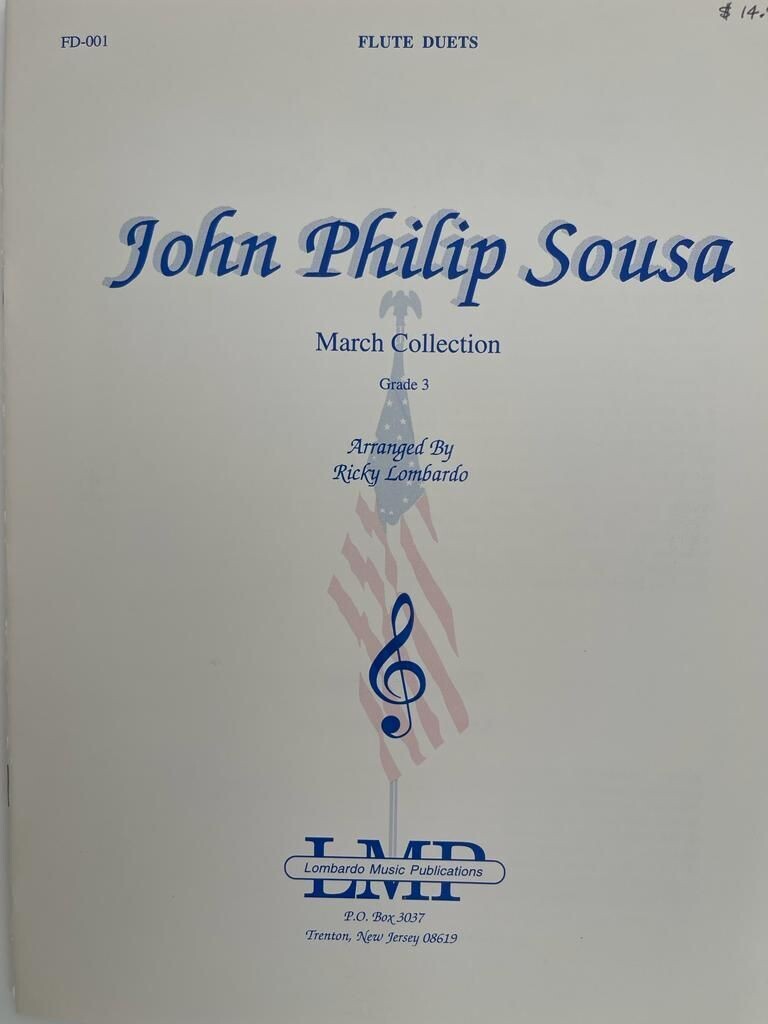 $ 14.
FD-001
FLUTE DUETS
John Philip Sousa
March Collection
Grade 3
Arranged By
Ricky Lombardo
LMP
Lombardo Music Publications
P.O. Box 3037
Trenton, New Jersey 08619